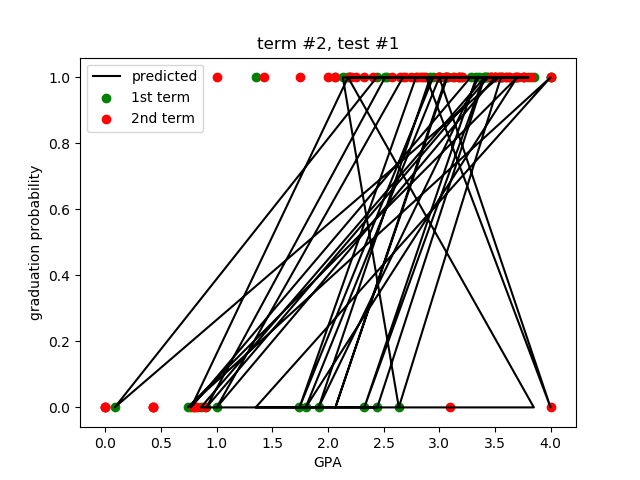 term #2, test #1
predicted
1st term
2nd term
graduation probability
1.0
0.8
0.6
0.4
0.2
0.0
0.0 0.5 1.0 1.5 2.0 2.5 3.0 3.5 4.0
GPA